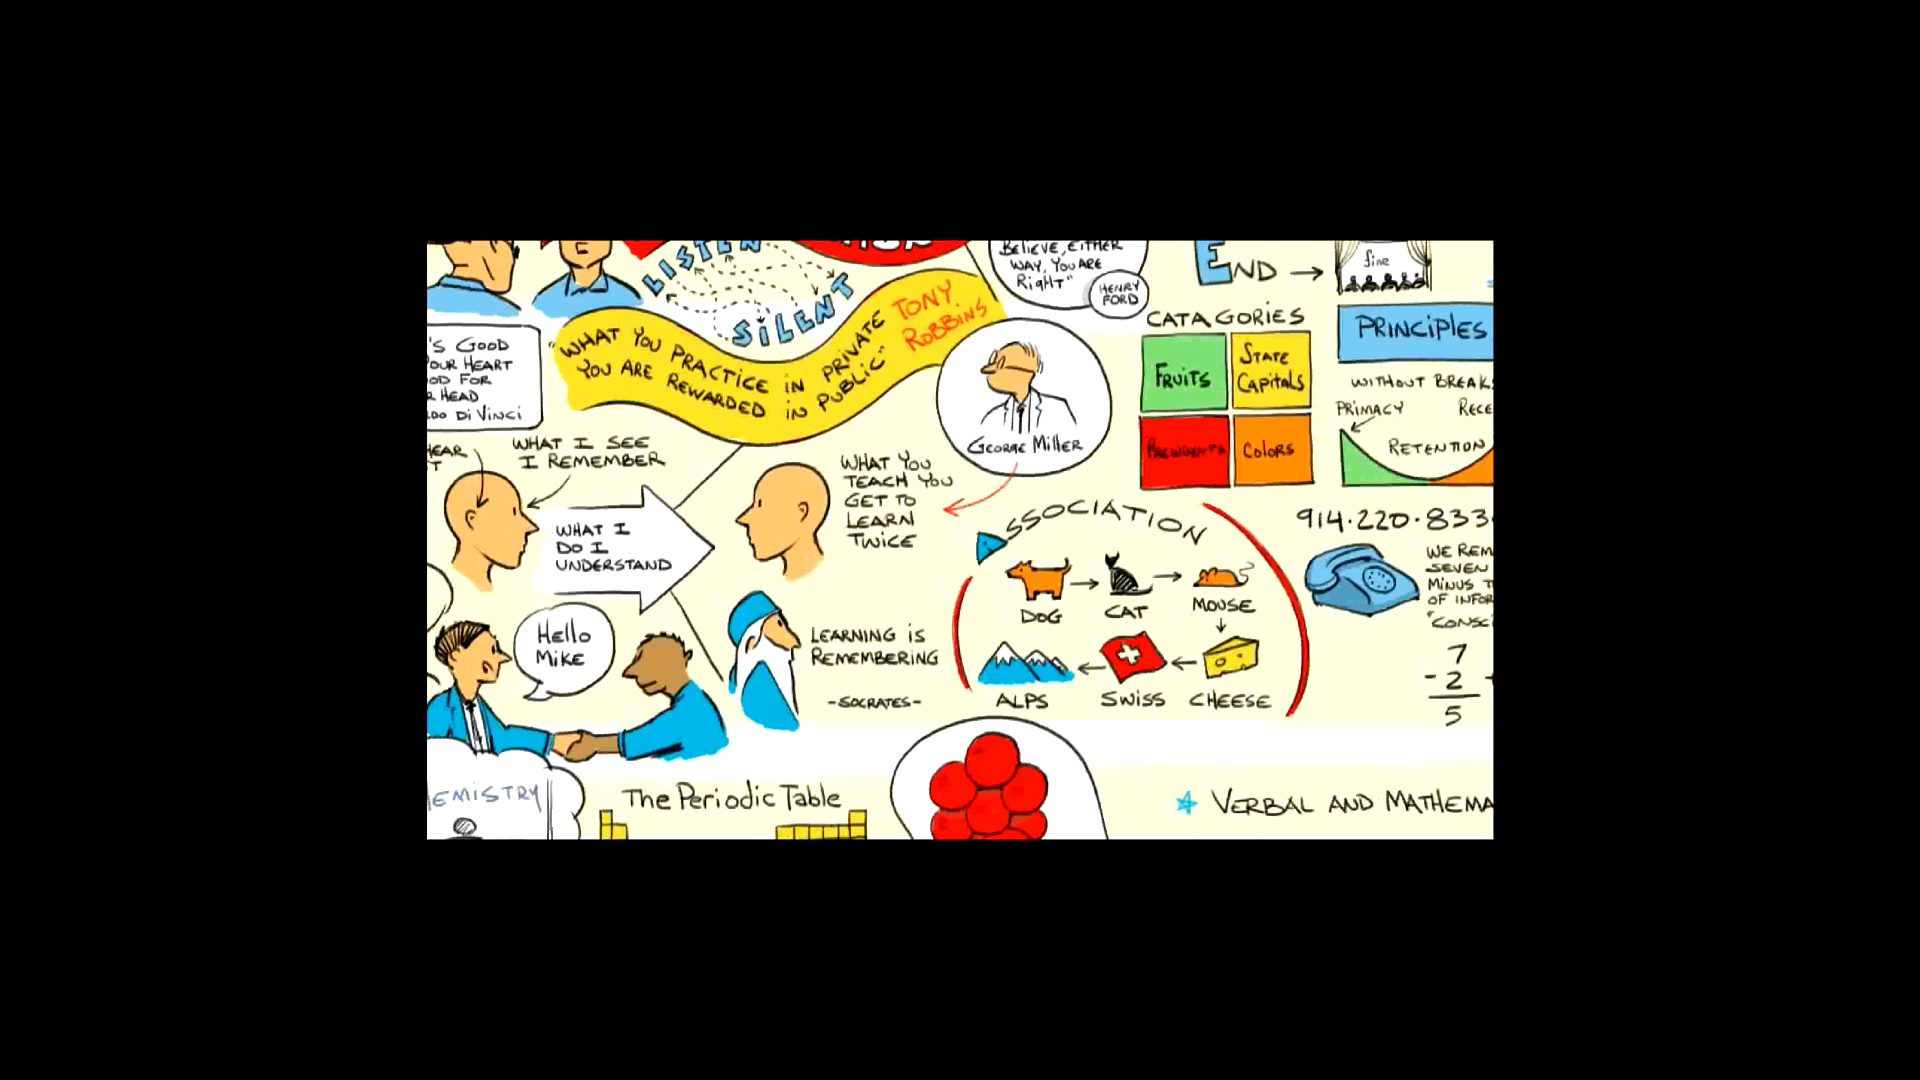 LISTEN
SILENT
BELIEVE, EITHER
WAY, YOU ARE
RIGHT"
HENRY
FORD
END
fine
'S GOOD
OUR HEART
OD FOR
HEAD
DI VINCI
"WHAT YOU PRACTICE IN PRIVATE
YOU ARE REWARDED IN PUBLIC"
TONY
ROBBINS
GEORGE MILLER
CATAGORIES
FRUITS
STATE
CAPITALS
COLORS
PRINCIPLES
WITHOUT BREAKS
PRIMACY
RECE
RETENTION
HEAR
WHAT I SEE
I REMEMBER
WHAT I
DO I
UNDERSTAND
WHAT YOU
TEACH YOU
GET TO
LEARN
TWICE
SSOCIATION
DOG
CAT
MOUSE
ALPS
SWISS
CHEESE
914·220·833
WE REM
SEVEN
MINUS T
OF INFOR
"CONSCI
7
-2
5
Hello
Mike
LEARNING IS
REMEMBERING
-SOCRATES-
EMISTRY
The Periodic Table
VERBAL AND MATHEMA